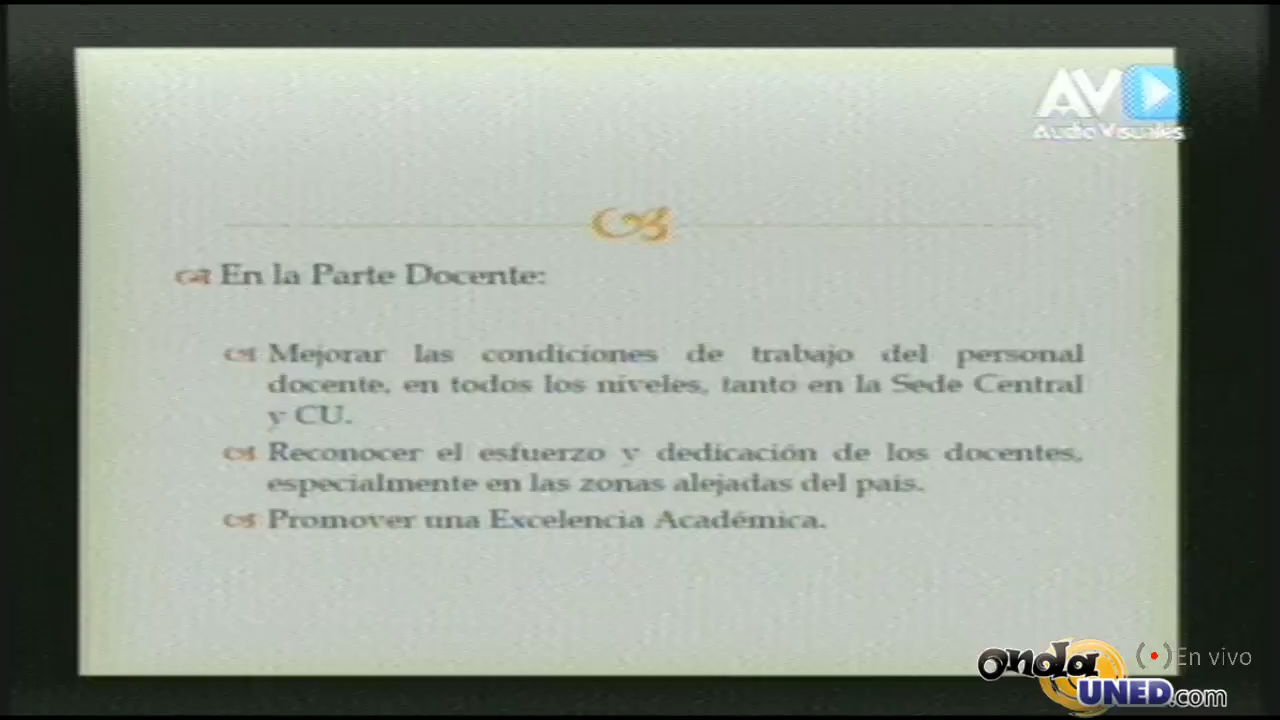 AV
Audio Visuales
En la Parte Docente:
Mejorar las condiciones de trabajo del personal
docente, en todos los niveles, tanto en la Sede Central
y CU.
Reconocer el esfuerzo y dedicación de los docentes,
especialmente en las zonas alejadas del país.
Promover una Excelencia Académica.
onda
UNED.com
En vivo